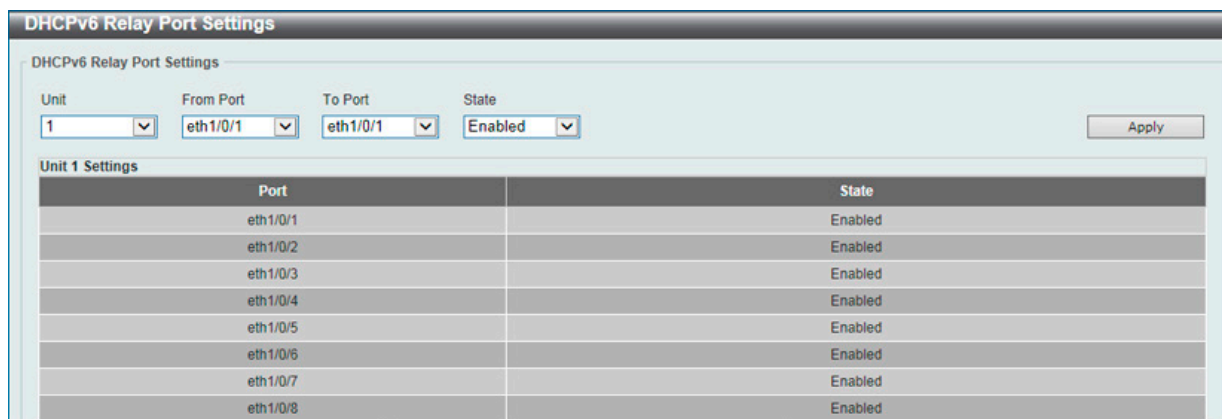 DHCPv6 Relay Port Settings
DHCPv6 Relay Port Settings
Unit From Port To Port State
1 eth1/0/1 eth1/0/1 Enabled Apply
Unit 1 Settings
Port State
eth1/0/1 Enabled
eth1/0/2 Enabled
eth1/0/3 Enabled
eth1/0/4 Enabled
eth1/0/5 Enabled
eth1/0/6 Enabled
eth1/0/7 Enabled
eth1/0/8 Enabled